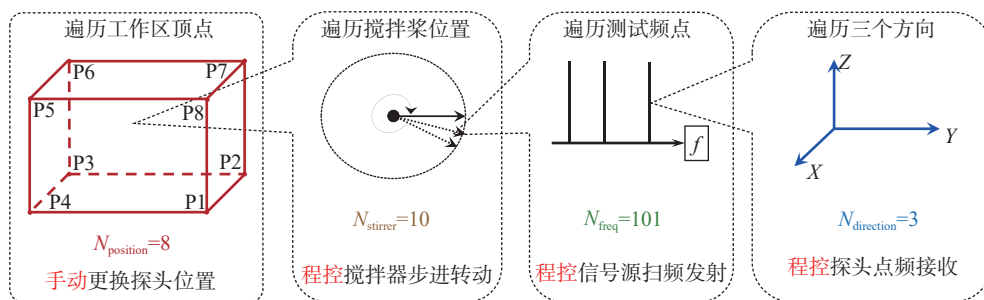 遍历工作区顶点
P6
P7
P5
P8
P3
P2
P4
P1
N_position=8
手动更换探头位置
遍历搅拌桨位置
N_stirrer=10
程控搅拌器步进转动
遍历测试频点
f
N_freq=101
程控信号源扫频发射
遍历三个方向
Z
Y
X
N_direction=3
程控探头点频接收